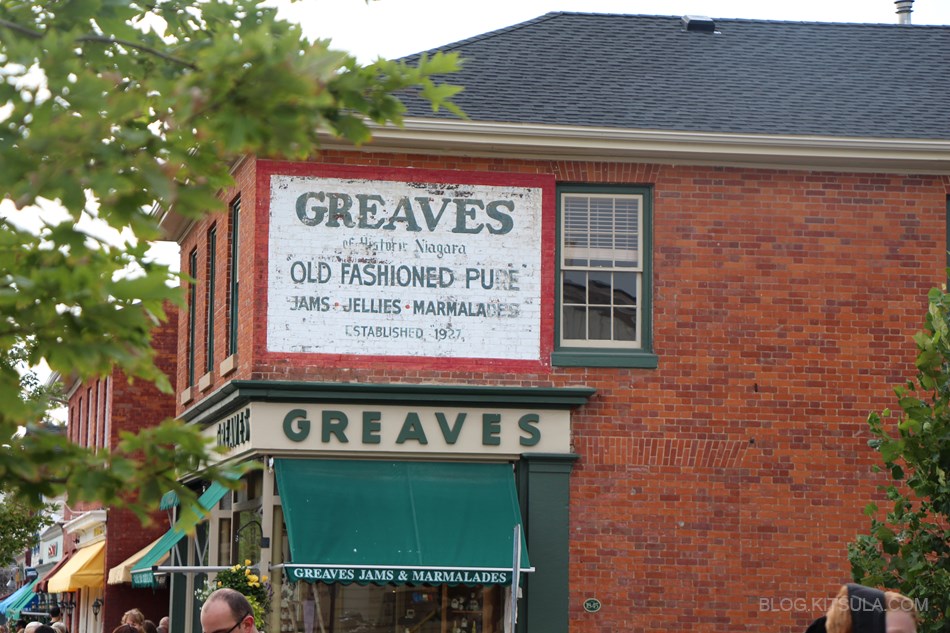 GREAVES
of Historic Niagara
OLD FASHIONED PURE
JAMS • JELLIES • MARMALADES
ESTABLISHED 1927
GREAVES
GREAVES
GREAVES JAMS & MARMALADES
BLOG.KITSULA.COM